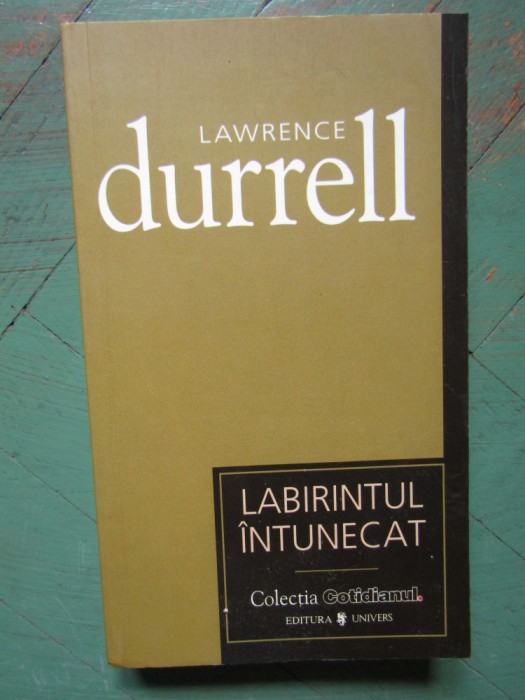 LAWRENCE
durrell
LABIRINTUL
ÎNTUNECAT
Colecția Cotidianul.
EDITURA UNIVERS